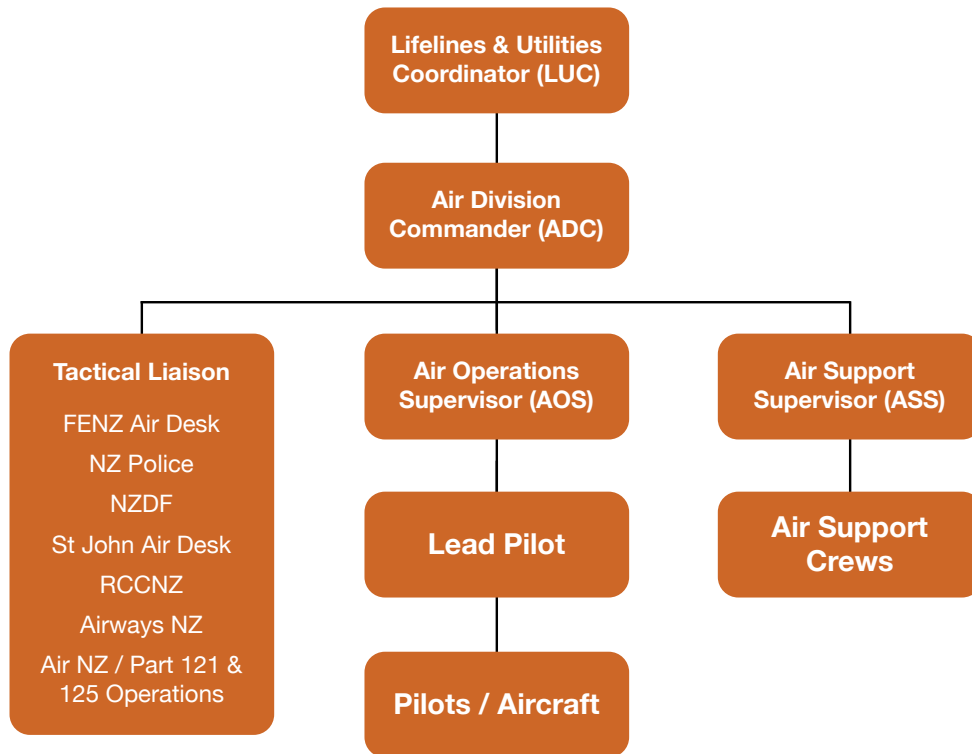 Lifelines & Utilities
Coordinator (LUC)
Air Division
Commander (ADC)
Tactical Liaison
FENZ Air Desk
NZ Police
NZDF
St John Air Desk
RCCNZ
Airways NZ
Air NZ / Part 121 &
125 Operations
Air Operations
Supervisor (AOS)
Lead Pilot
Pilots / Aircraft
Air Support
Supervisor (ASS)
Air Support
Crews